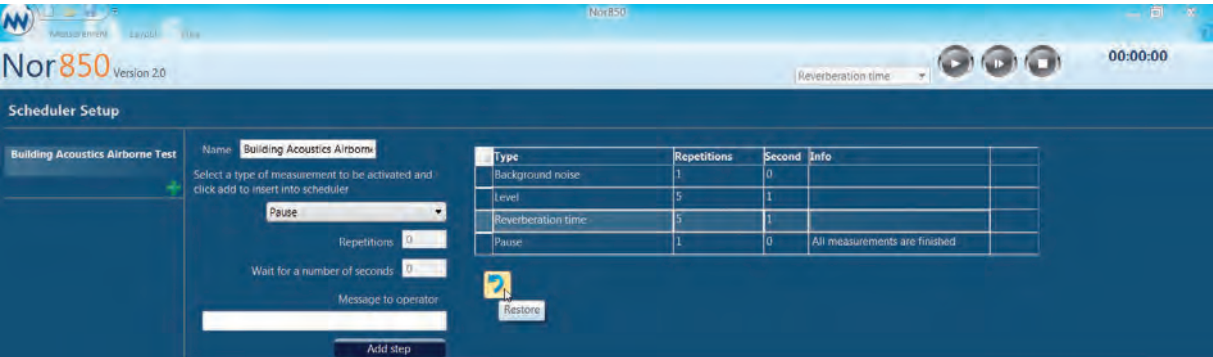 Nor850
Measurement Layout View
Nor850 Version 2.0
Reverberation time
00:00:00
Scheduler Setup
Building Acoustics Airborne Test
Name Building Acoustics Airborne
Select a type of measurement to be activated and
click add to insert into scheduler
Pause
Repetitions 0
Wait for a number of seconds 0
Message to operator
Add step
Type Repetitions Second Info
Background noise 1 0
Level 5 1
Reverberation time 5 1
Pause 1 0 All measurements are finished
Restore